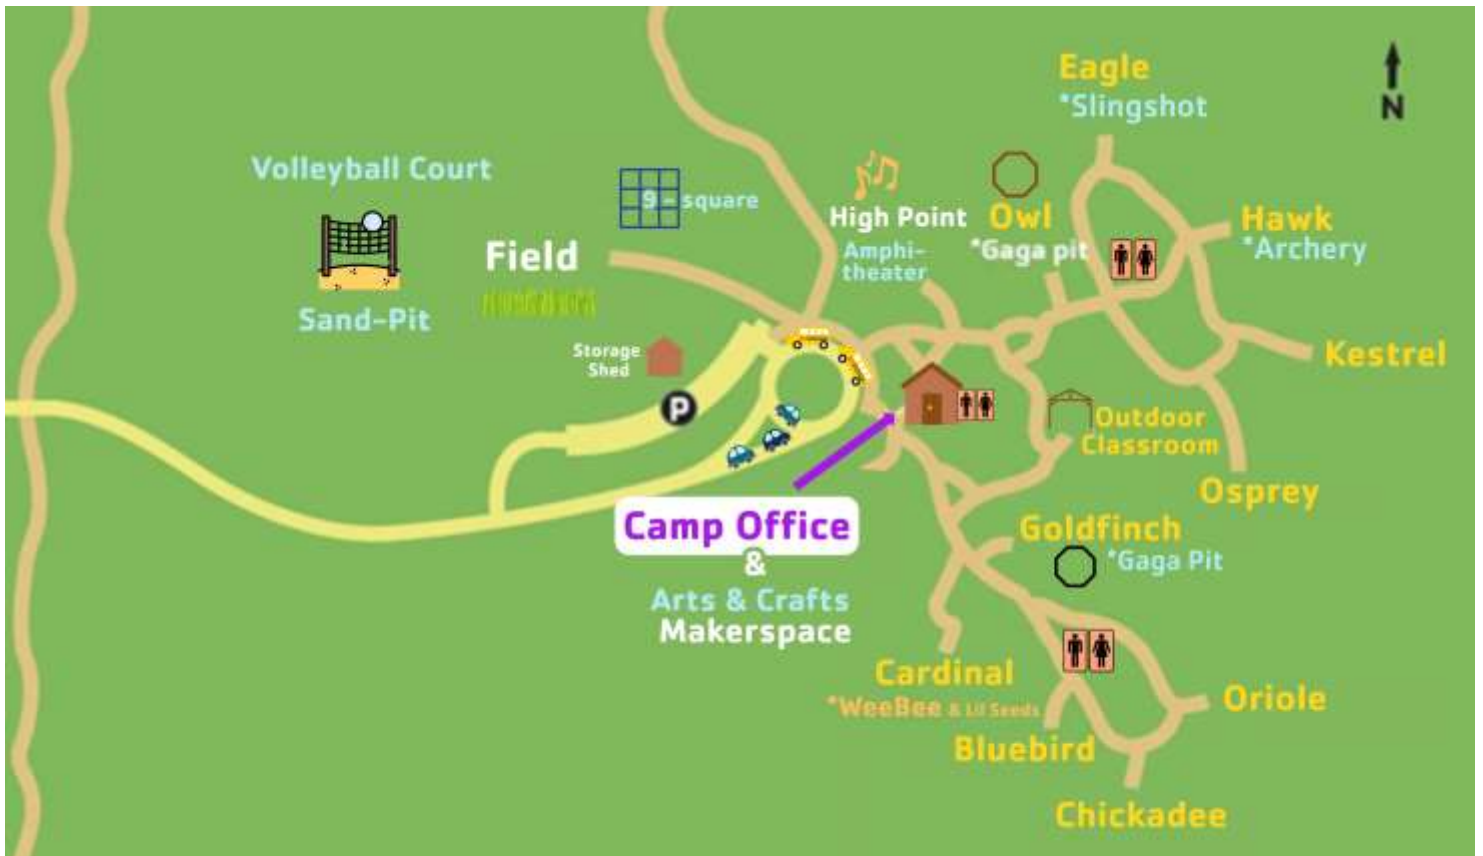 Eagle
*Slingshot
N
Volleyball Court
9 - square
High Point
Owl
Hawk
*Gaga pit
*Archery
Amphi-
theater
Field
Sand-Pit
Storage
Shed
Kestrel
P
Outdoor
Classroom
Osprey
Camp Office
&
Arts & Crafts
Makerspace
Goldfinch
*Gaga Pit
Cardinal
*WeeBee & Lil Seeds
Oriole
Bluebird
Chickadee